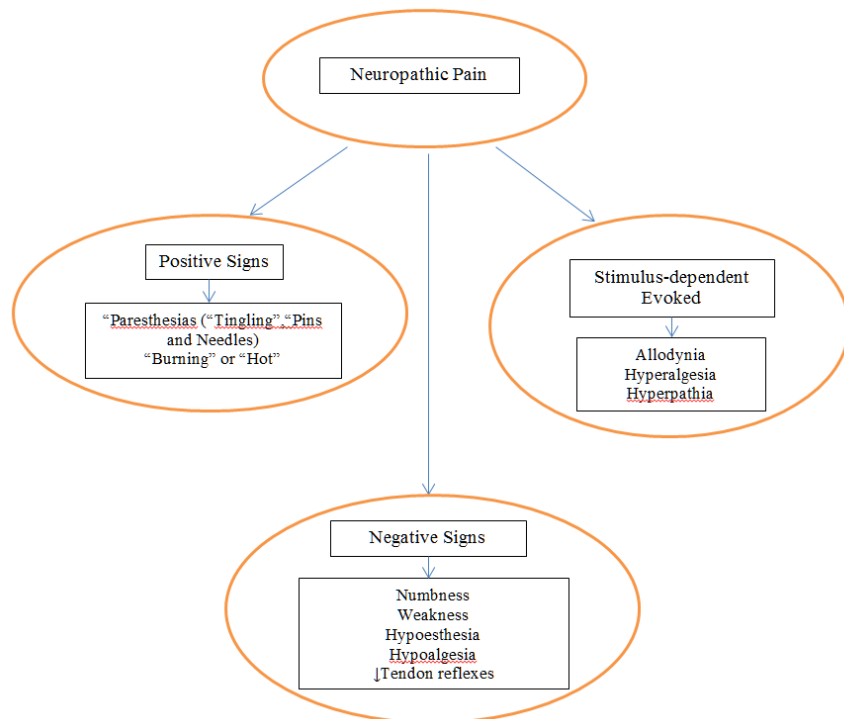 Neuropathic Pain
Positive Signs
“Paresthesias (“Tingling”,“Pins
and Needles)
“Burning” or “Hot”
Stimulus-dependent
Evoked
Allodynia
Hyperalgesia
Hyperpathia
Negative Signs
Numbness
Weakness
Hypoesthesia
Hypoalgesia
↓Tendon reflexes